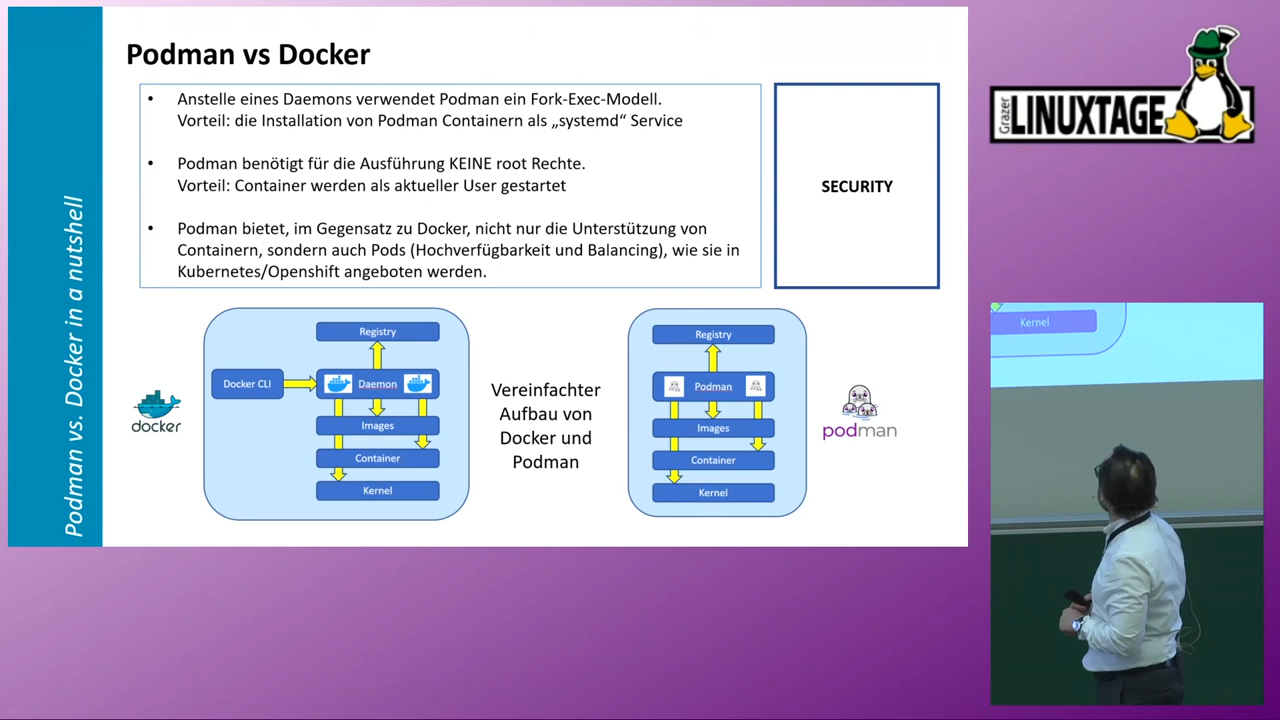 Podman vs Docker
Podman vs. Docker in a nutshell
• Anstelle eines Daemons verwendet Podman ein Fork-Exec-Modell.
Vorteil: die Installation von Podman Containern als „systemd“ Service
• Podman benötigt für die Ausführung KEINE root Rechte.
Vorteil: Container werden als aktueller User gestartet
• Podman bietet, im Gegensatz zu Docker, nicht nur die Unterstützung von
Containern, sondern auch Pods (Hochverfügbarkeit und Balancing), wie sie in
Kubernetes/Openshift angeboten werden.
SECURITY
docker
Registry
Docker CLI
Daemon
Images
Container
Kernel
Vereinfachter
Aufbau von
Docker und
Podman
Registry
Podman
Images
Container
Kernel
podman
Grazer
LINUXTAGE
Kernel